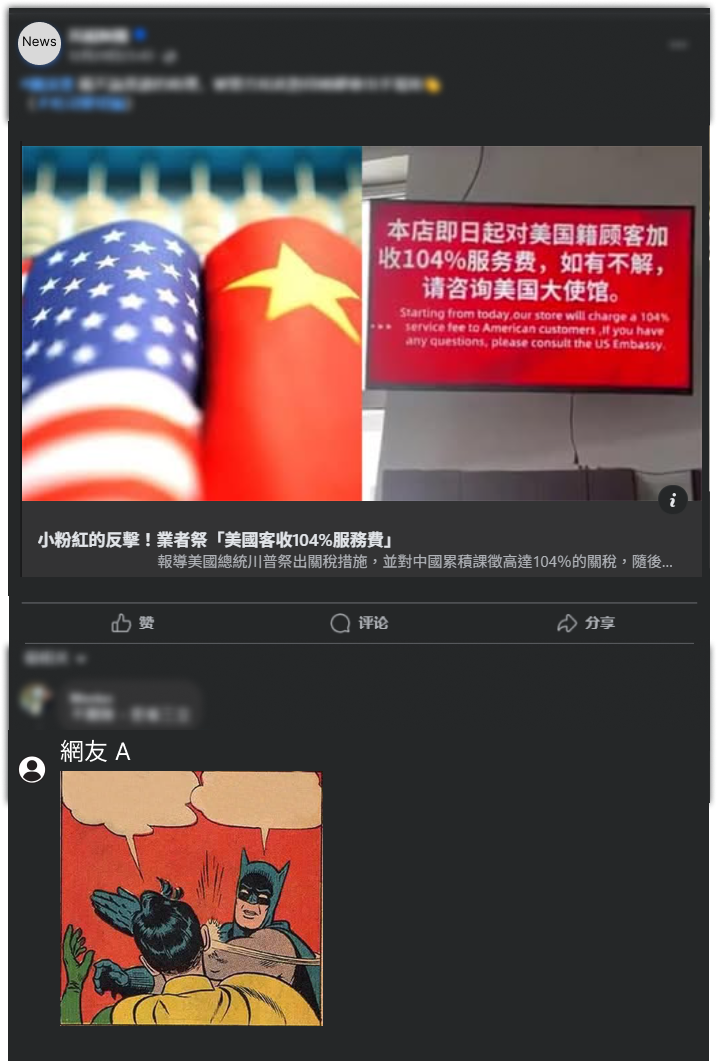 News
本店即日起对美国籍顾客加
收104%服务费，如有不解，
请咨询美国大使馆。
Starting from today,our store will charge a 104%
service fee to American customers ,If you have
any questions, please consult the US Embassy.
小粉紅的反擊！業者祭「美國客收104%服務費」
報導美國總統川普祭出關稅措施，並對中國累積課徵高達104%的關稅，隨後...
赞
评论
分享
網友 A